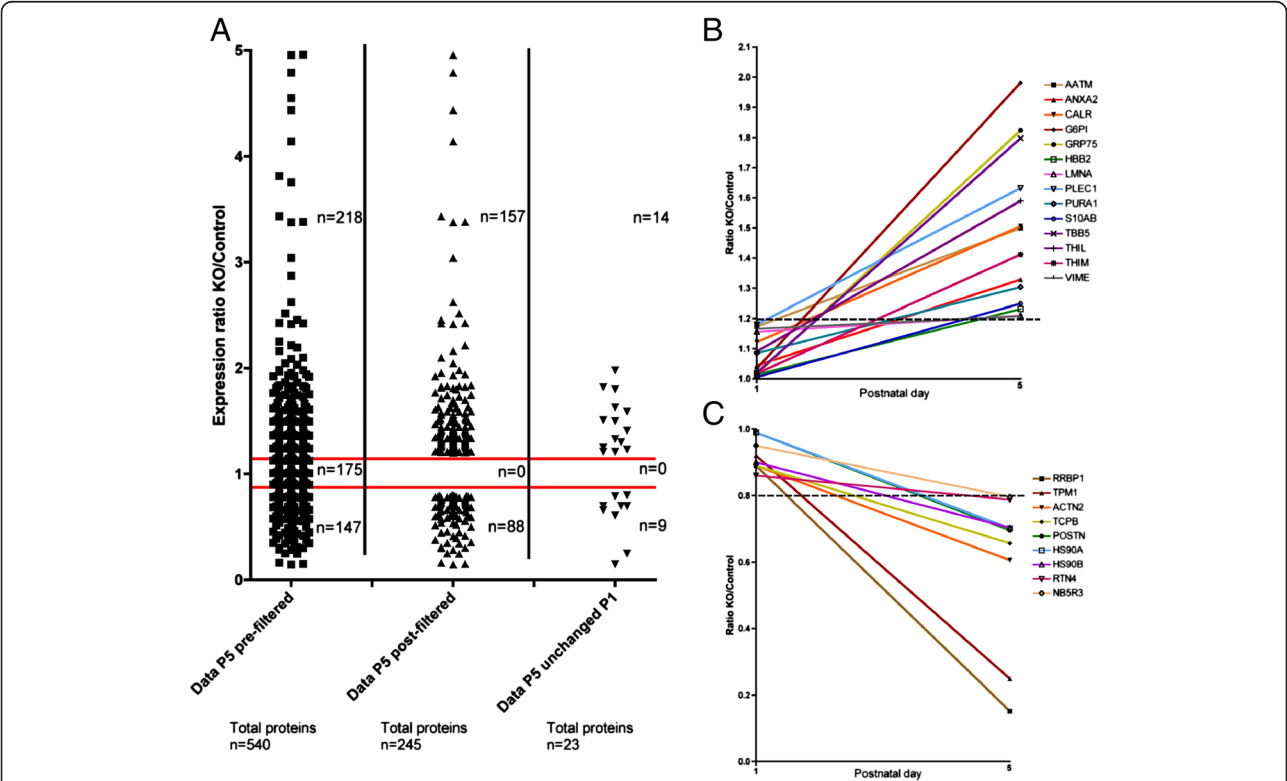 A
Expression ratio KO/Control
5
4
3
2
1
0
n=218
n=175
n=147
n=157
n=0
n=88
n=14
n=0
n=9
Data P5 pre-filtered
Data P5 post-filtered
Data P5 unchanged P1
Total proteins
n=540
Total proteins
n=245
Total proteins
n=23
B
Ratio KO/Control
2.1
2.0
1.9
1.8
1.7
1.6
1.5
1.4
1.3
1.2
1.1
1.0
1
5
Postnatal day
AATM
ANXA2
CALR
G6PI
GRP75
HBB2
LMNA
PLEC1
PURA1
S10AB
TBB5
THIL
THIM
VIME
C
Ratio KO/Control
1.0
0.8
0.6
0.4
0.2
0.0
1
5
Postnatal day
RRBP1
TPM1
ACTN2
TCPB
POSTN
HS90A
HS90B
RTN4
NB5R3